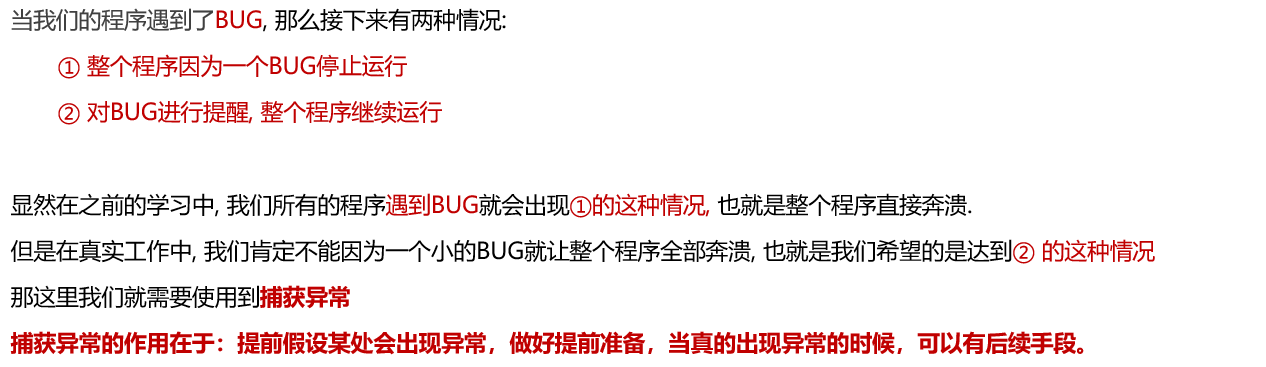 当我们的程序遇到了BUG, 那么接下来有两种情况:
① 整个程序因为一个BUG停止运行
② 对BUG进行提醒, 整个程序继续运行
显然在之前的学习中, 我们所有的程序遇到BUG就会出现①的这种情况, 也就是整个程序直接奔溃.
但是在真实工作中, 我们肯定不能因为一个小的BUG就让整个程序全部奔溃, 也就是我们希望的是达到② 的这种情况
那这里我们就需要使用到捕获异常
捕获异常的作用在于：提前假设某处会出现异常，做好提前准备，当真的出现异常的时候，可以有后续手段。